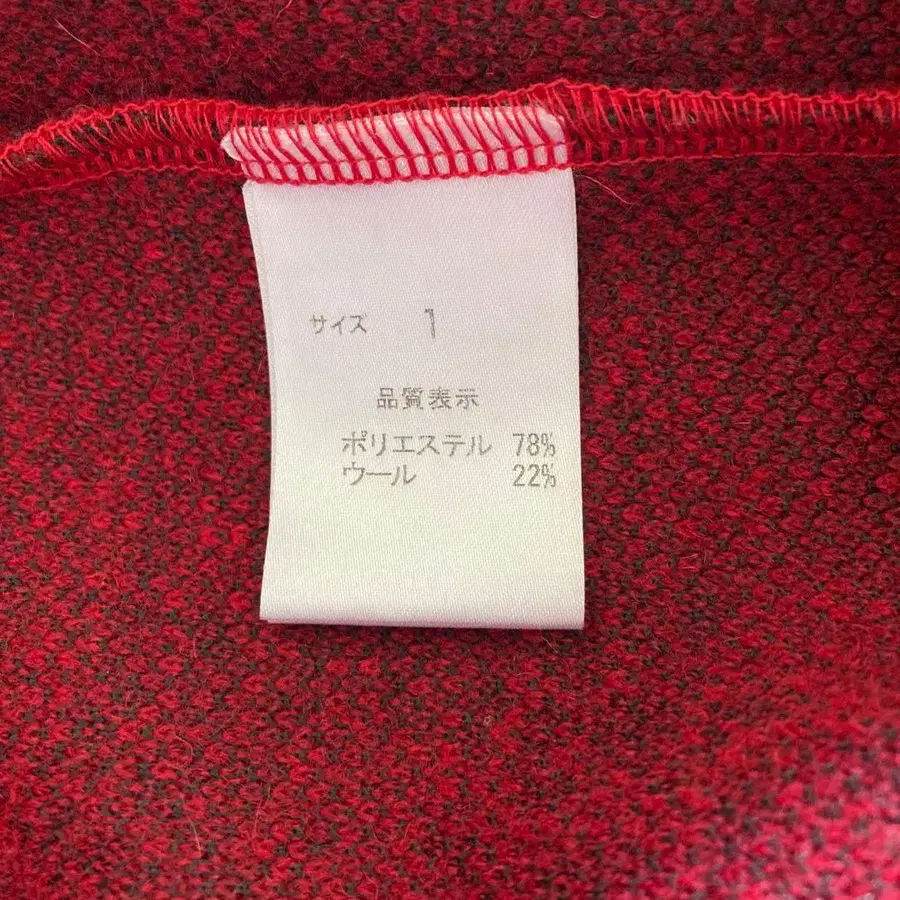 サイズ 1
品質表示
ポリエステル 78%
ウール 22%